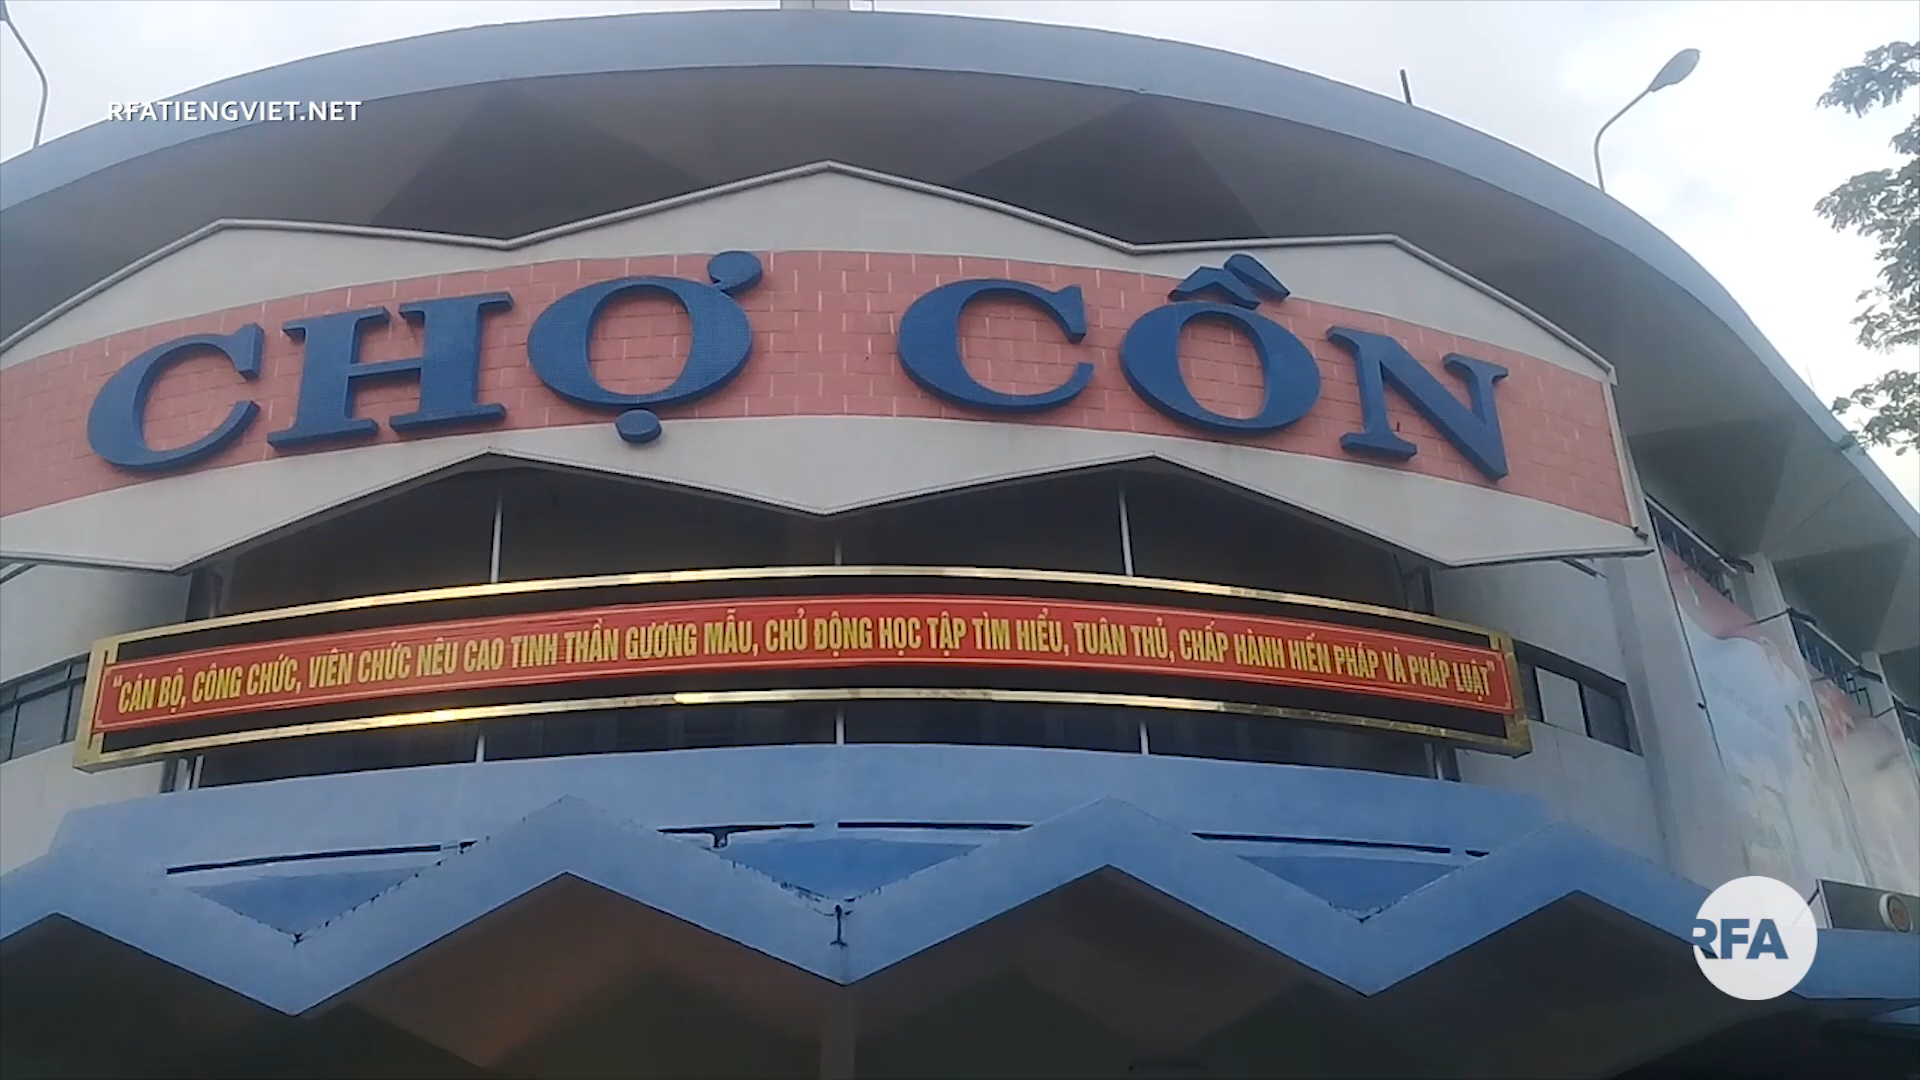 RFATIENGVIET.NET
CHỢ CỒN
“CÁN BỘ, CÔNG CHỨC, VIÊN CHỨC NÊU CAO TINH THẦN GƯƠNG MẪU, CHỦ ĐỘNG HỌC TẬP TÌM HIỂU, TUÂN THỦ, CHẤP HÀNH HIẾN PHÁP VÀ PHÁP LUẬT”
RFA